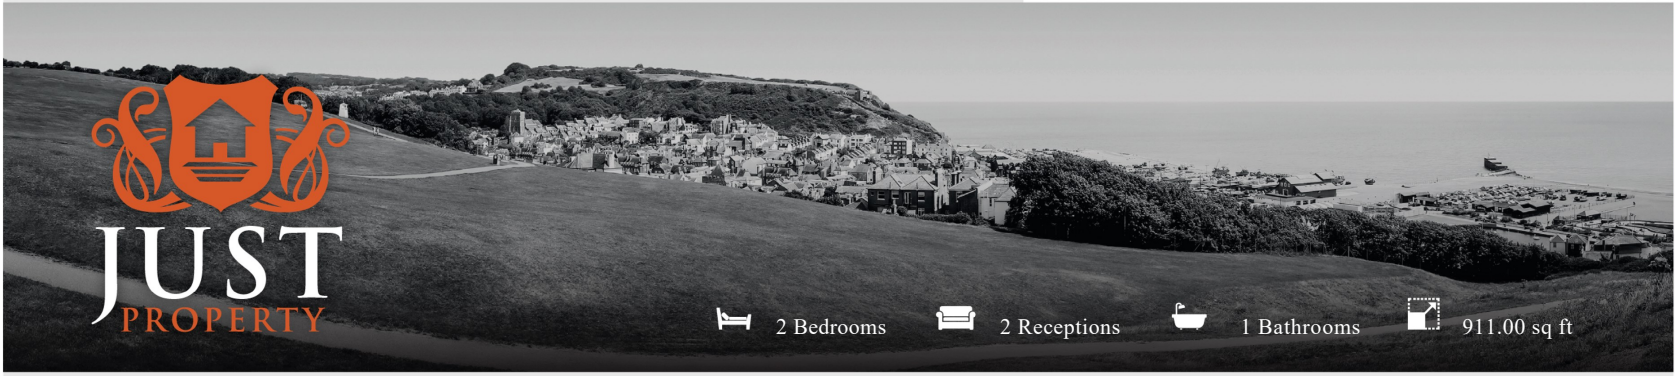 JUST
PROPERTY
2 Bedrooms 2 Receptions 1 Bathrooms 911.00 sq ft